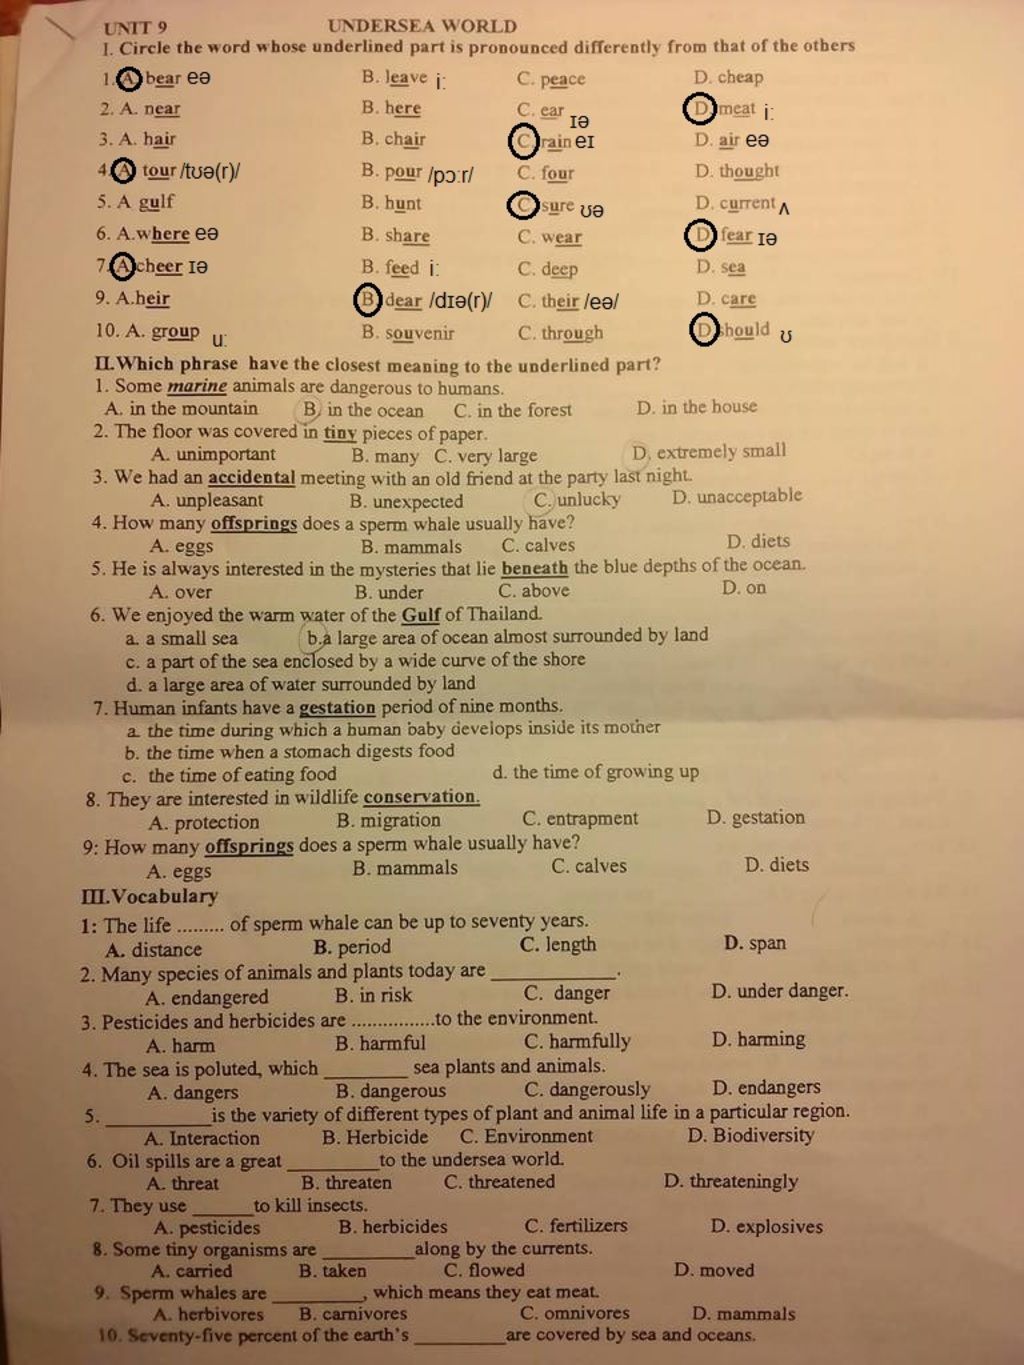 UNIT 9 UNDERSEA WORLD
I. Circle the word whose underlined part is pronounced differently from that of the others
1. A. bear eə B. leave i: C. peace D. cheap
2. A. near B. here C. ear ɪə D. meat i:
3. A. hair B. chair C. rain eɪ D. air eə
4 A tour /tʊə(r)/ B. pour /pɔ:r/ C. four D. thought
5. A gulf B. hunt C. sure ʊə D. current ʌ
6. A.where eə B. share C. wear D fear ɪə
7. A cheer ɪə B. feed i: C. deep D. sea
9. A.heir B. dear /dɪə(r)/ C. their /eə/ D. care
10. A. group u: B. souvenir C. through D should ʊ
II.Which phrase have the closest meaning to the underlined part?
1. Some marine animals are dangerous to humans.
A. in the mountain B. in the ocean C. in the forest D. in the house
2. The floor was covered in tiny pieces of paper.
A. unimportant B. many C. very large D. extremely small
3. We had an accidental meeting with an old friend at the party last night.
A. unpleasant B. unexpected C. unlucky D. unacceptable
4. How many offsprings does a sperm whale usually have?
A. eggs B. mammals C. calves D. diets
5. He is always interested in the mysteries that lie beneath the blue depths of the ocean.
A. over B. under C. above D. on
6. We enjoyed the warm water of the Gulf of Thailand.
a. a small sea b.a large area of ocean almost surrounded by land
c. a part of the sea enclosed by a wide curve of the shore
d. a large area of water surrounded by land
7. Human infants have a gestation period of nine months.
a. the time during which a human baby develops inside its mother
b. the time when a stomach digests food
c. the time of eating food d. the time of growing up
8. They are interested in wildlife conservation.
A. protection B. migration C. entrapment D. gestation
9: How many offsprings does a sperm whale usually have?
A. eggs B. mammals C. calves D. diets
III.Vocabulary
1: The life ......... of sperm whale can be up to seventy years.
A. distance B. period C. length D. span
2. Many species of animals and plants today are ____________.
A. endangered B. in risk C. danger D. under danger.
3. Pesticides and herbicides are ................to the environment.
A. harm B. harmful C. harmfully D. harming
4. The sea is poluted, which ________ sea plants and animals.
A. dangers B. dangerous C. dangerously D. endangers
5. __________is the variety of different types of plant and animal life in a particular region.
A. Interaction B. Herbicide C. Environment D. Biodiversity
6. Oil spills are a great _________to the undersea world.
A. threat B. threaten C. threatened D. threateningly
7. They use ______to kill insects.
A. pesticides B. herbicides C. fertilizers D. explosives
8. Some tiny organisms are _________along by the currents.
A. carried B. taken C. flowed D. moved
9. Sperm whales are _________, which means they eat meat.
A. herbivores B. carnivores C. omnivores D. mammals
10. Seventy-five percent of the earth's _________are covered by sea and oceans.